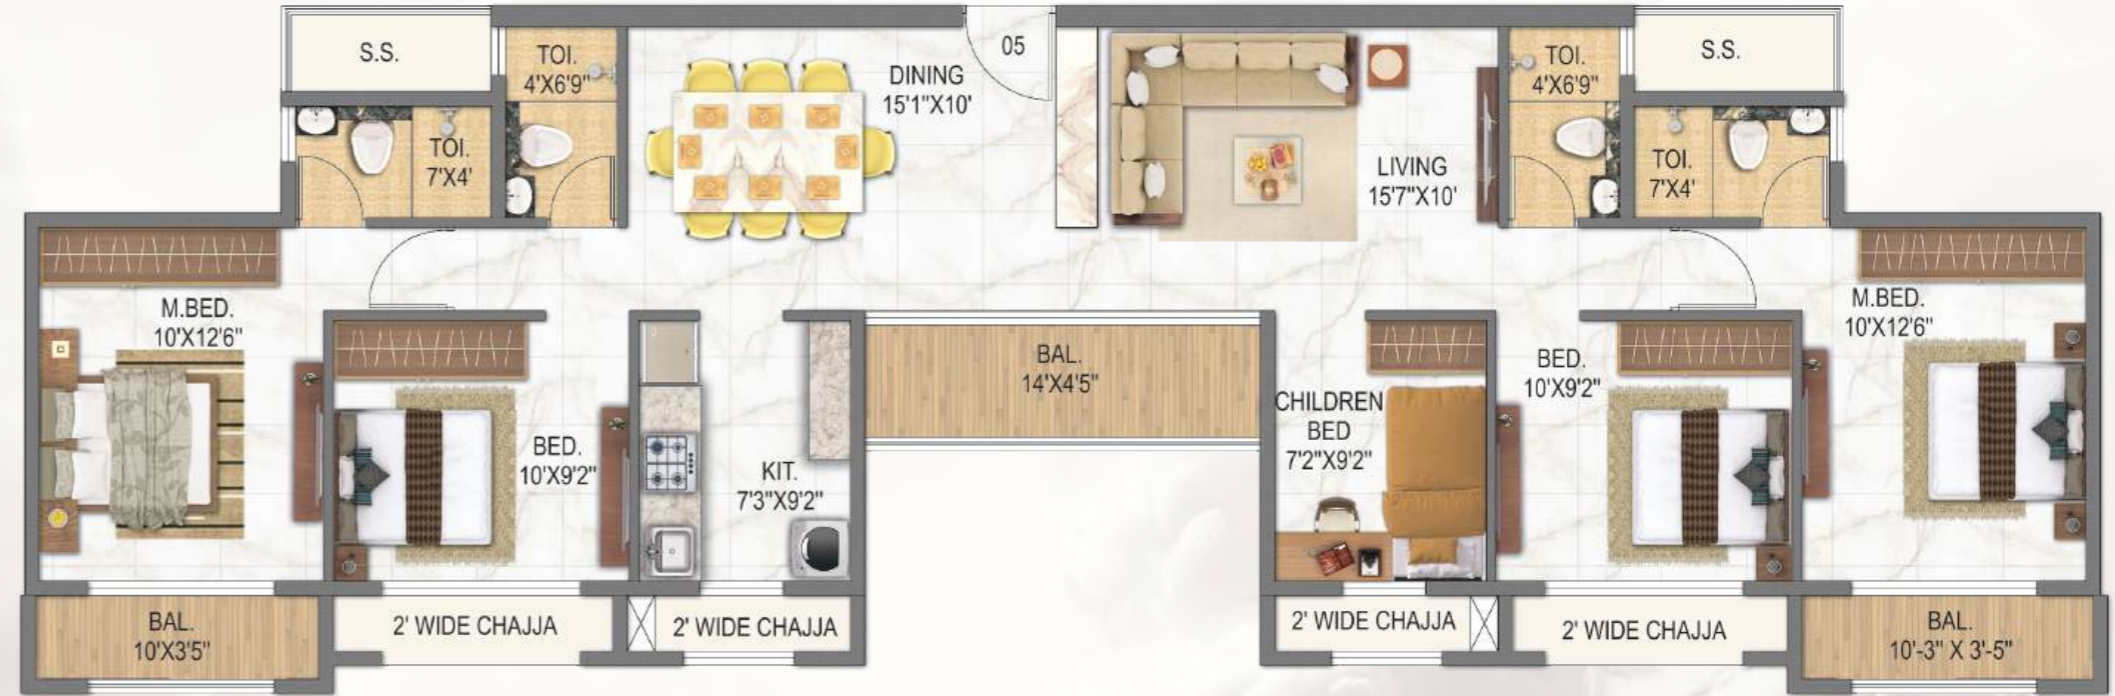 S.S.
TOI.
4'X6'9"
DINING
15'1"X10'
05
TOI.
4'X6'9"
S.S.
TOI.
7'X4'
LIVING
15'7"X10'
TOI.
7'X4'
M.BED.
10'X12'6"
M.BED.
10'X12'6"
BAL.
14'X4'5"
BED.
10'X9'2"
CHILDREN
BED
7'2"X9'2"
BED.
10'X9'2"
KIT.
7'3"X9'2"
BAL.
10'X3'5"
2' WIDE CHAJJA
2' WIDE CHAJJA
2' WIDE CHAJJA
2' WIDE CHAJJA
BAL.
10'-3" X 3'-5"